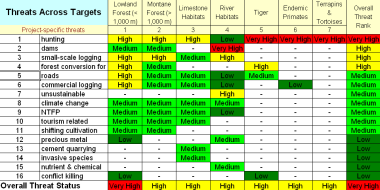 Threats Across Targets Lowland Forest (< 1,000 m) Montane Forest (> 1,000 m) Limestone Habitats River Habitats Tiger Endemic Primates Terrapins & Tortoises Overall Threat Rank
Project-specific threats 1 2 3 4 5 6 7
1 hunting High High High Low Very High Very High Very High Very High
2 dams Medium Medium - Very High - - - High
3 small-scale logging High High Medium High - - - High
4 forest conversion for High Medium - - High - - High
5 roads Medium Medium Medium Low Medium - - Medium
6 commercial logging High Medium Medium Low - Low - Medium
7 unsustainable - - - High - - - Medium
8 climate change Medium Medium Medium Medium - - - Medium
9 NTFP Medium Medium Medium Low - - - Medium
10 tourism related Medium Medium Medium Medium - - - Medium
11 shifting cultivation Medium Medium Medium - - - - Medium
12 precious metal Low - - Medium - - - Low
13 cement quarrying - - Medium - - - - Low
14 invasive species - - Medium - - - - Low
15 nutrient & chemical - - - Medium - - - Low
16 conflict killing Low - - - Low - - Low
Overall Threat Status Very High High High High High High High Very High